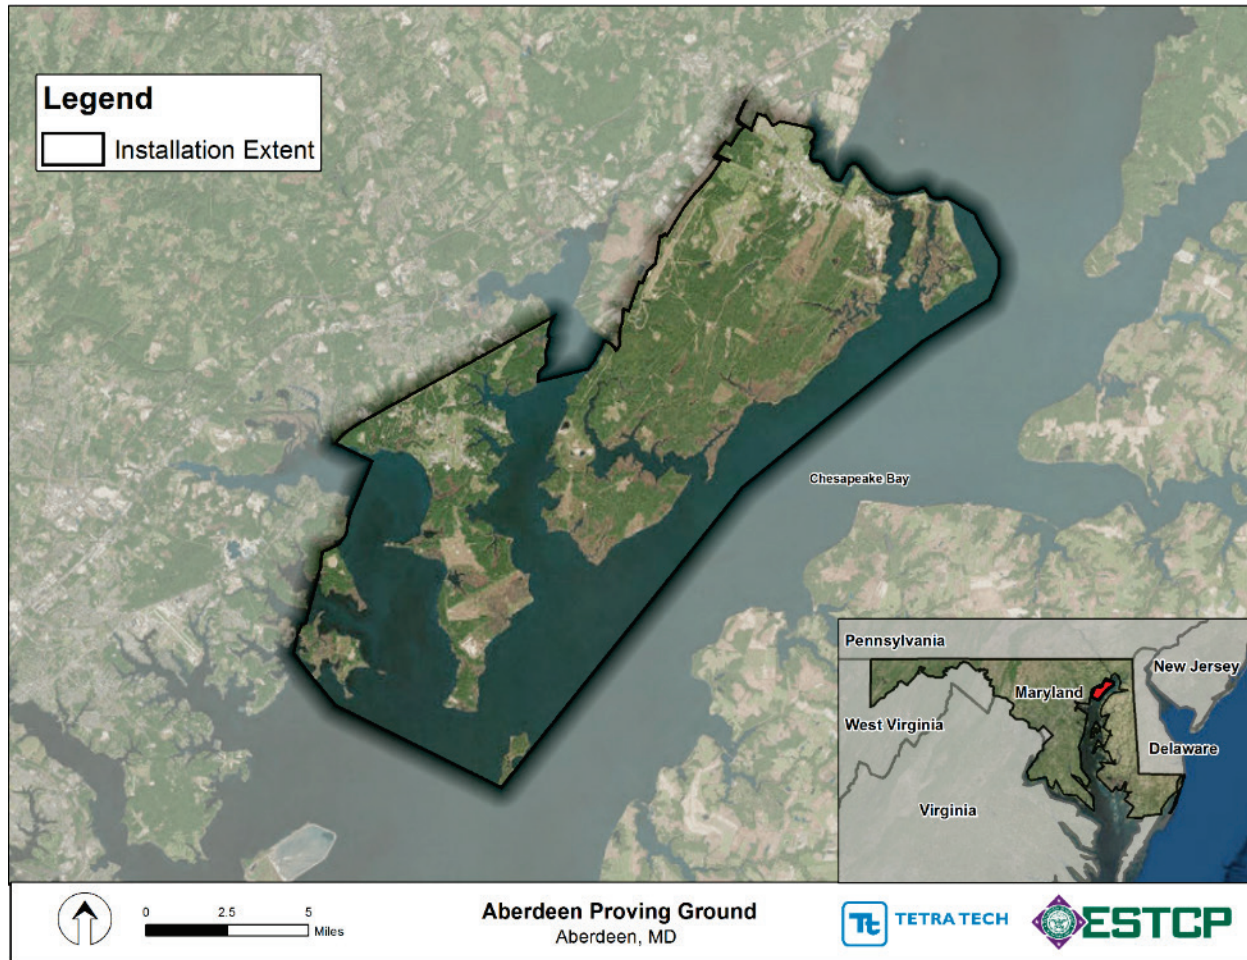 Legend
Installation Extent
Chesapeake Bay
Pennsylvania
New Jersey
Maryland
West Virginia
Delaware
Virginia
0 2.5 5
Miles
Aberdeen Proving Ground
Aberdeen, MD
Tt TETRA TECH
ESTCP